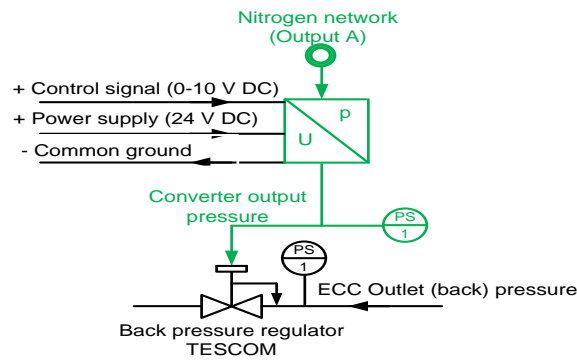 Nitrogen network
(Output A)
+ Control signal (0-10 V DC)
+ Power supply (24 V DC)
- Common ground
p
U
Converter output
pressure
PS
1
PS
1
ECC Outlet (back) pressure
Back pressure regulator
TESCOM